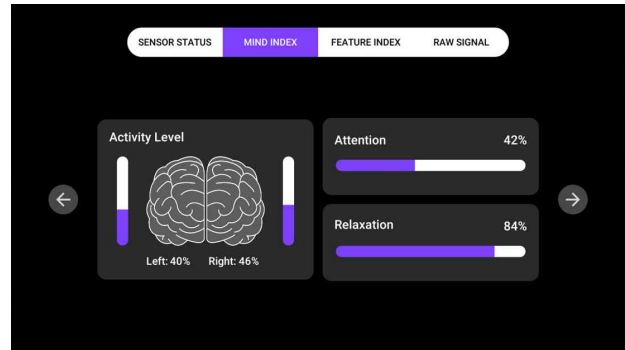 SENSOR STATUS MIND INDEX FEATURE INDEX RAW SIGNAL
Activity Level
Left: 40% Right: 46%
Attention 42%
Relaxation 84%